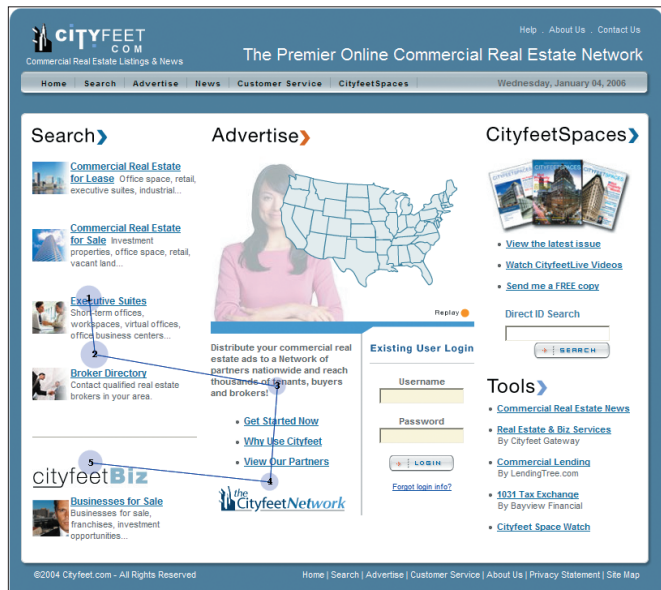 CiTYFEET
COM
Commercial Real Estate Listings & News
Help . About Us . Contact Us
The Premier Online Commercial Real Estate Network
Home Search Advertise News Customer Service CityfeetSpaces
Wednesday, January 04, 2006
Search
Commercial Real Estate
for Lease Office space, retail,
executive suites, industrial...
Commercial Real Estate
for Sale Investment
properties, office space, retail,
vacant land...
1
Executive Suites
Short-term offices,
workspaces, virtual offices,
office business centers...
2
Broker Directory
Contact qualified real estate
brokers in your area.
5
cityfeetBiz
Businesses for Sale
Businesses for sale,
franchises, investment
opportunities...
Advertise
Replay
Distribute your commercial real
estate ads to a Network of
partners nationwide and reach
thousands of tenants, buyers
and brokers!
3
Get Started Now
Why Use Cityfeet
View Our Partners
4
the
CityfeetNetwork
Existing User Login
Username
Password
LOGIN
Forgot login info?
CityfeetSpaces
CITYFEETSPACES
View the latest issue
Watch CityfeetLive Videos
Send me a FREE copy
Direct ID Search
SEARCH
Tools
Commercial Real Estate News
Real Estate & Biz Services
By Cityfeet Gateway
Commercial Lending
By LendingTree.com
1031 Tax Exchange
By Bayview Financial
Cityfeet Space Watch
©2004 Cityfeet.com - All Rights Reserved
Home | Search | Advertise | Customer Service | About Us | Privacy Statement | Site Map